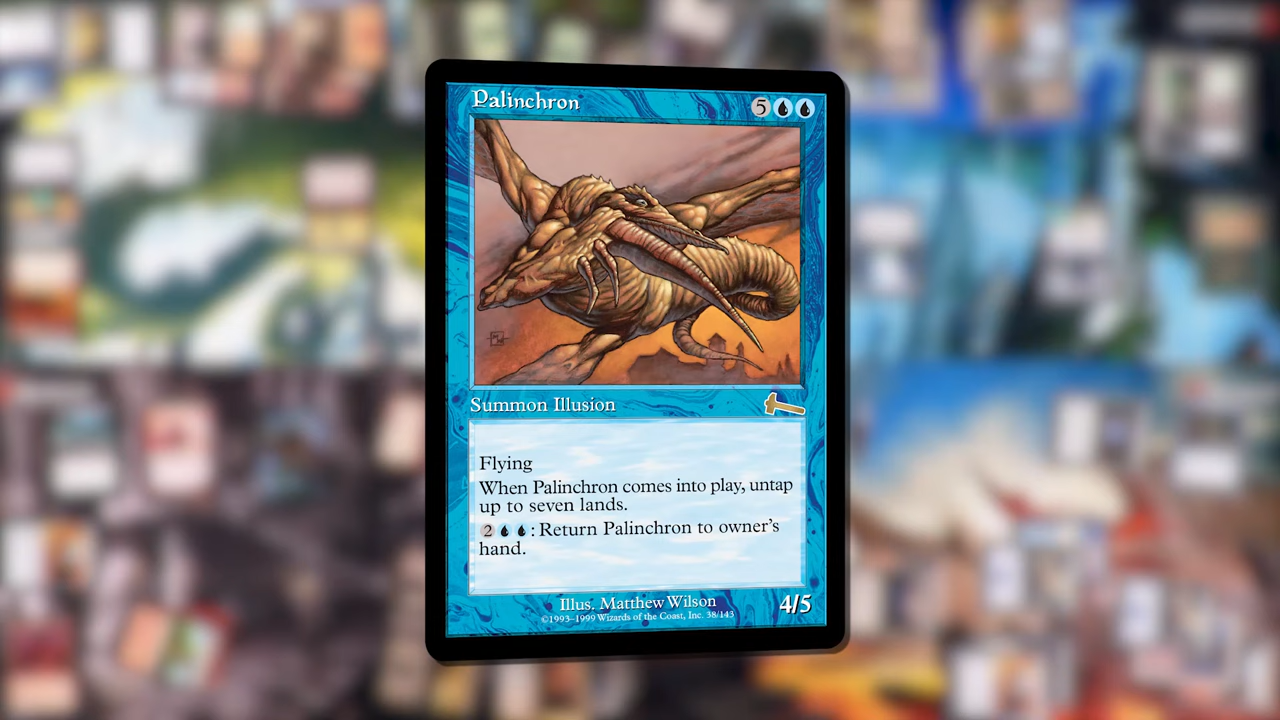 Palinchron
5
Summon Illusion
Flying
When Palinchron comes into play, untap
up to seven lands.
2 : Return Palinchron to owner's
hand.
Illus. Matthew Wilson
4/5
©1993–1999 Wizards of the Coast, Inc. 38/143